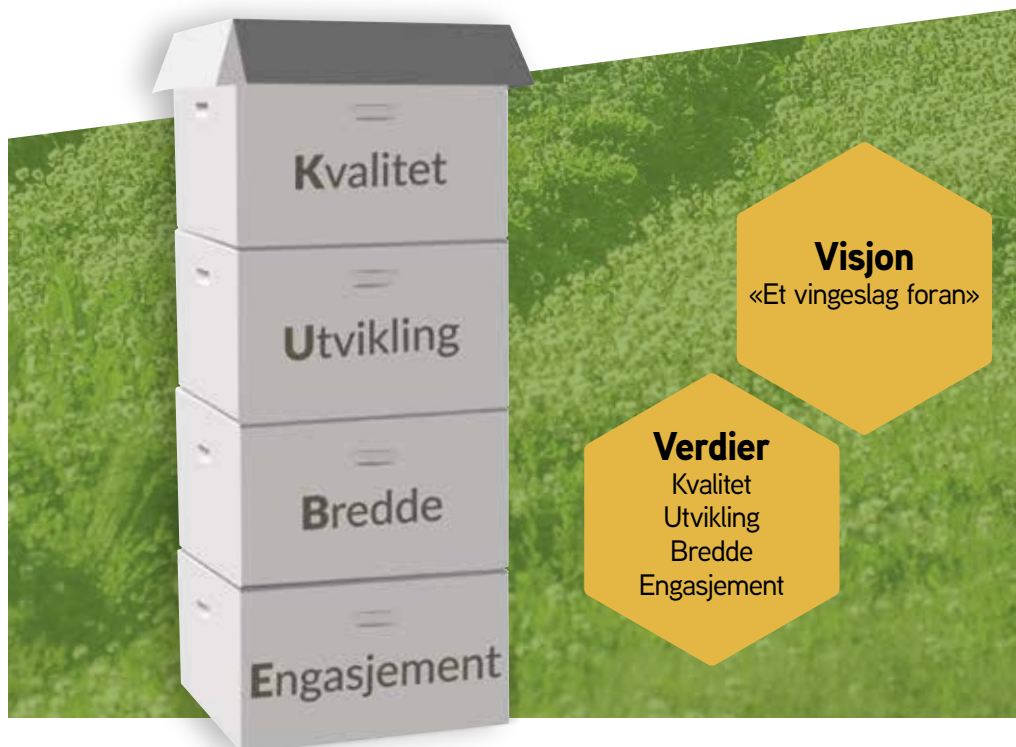 Kvalitet
Utvikling
Bredde
Engasjement
Visjon
«Et vingeslag foran»
Verdier
Kvalitet
Utvikling
Bredde
Engasjement